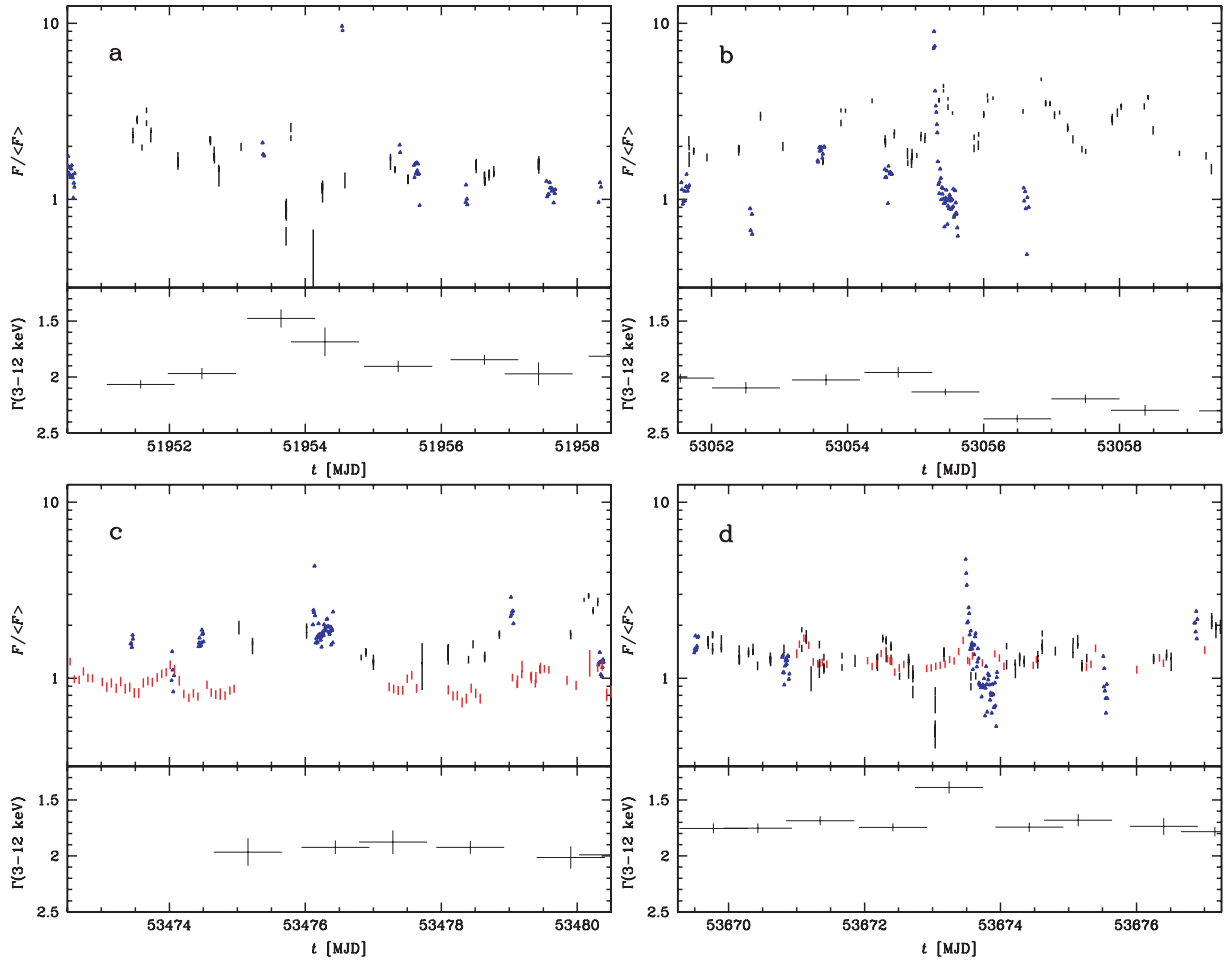 a
10
1
F/<F>
1.5
2
2.5
Γ(3−12 keV)
51952
51954
51956
51958
t [MJD]
b
10
1
F/<F>
1.5
2
2.5
Γ(3−12 keV)
53052
53054
53056
53058
t [MJD]
c
10
1
F/<F>
1.5
2
2.5
Γ(3−12 keV)
53474
53476
53478
53480
t [MJD]
d
10
1
F/<F>
1.5
2
2.5
Γ(3−12 keV)
53670
53672
53674
53676
t [MJD]